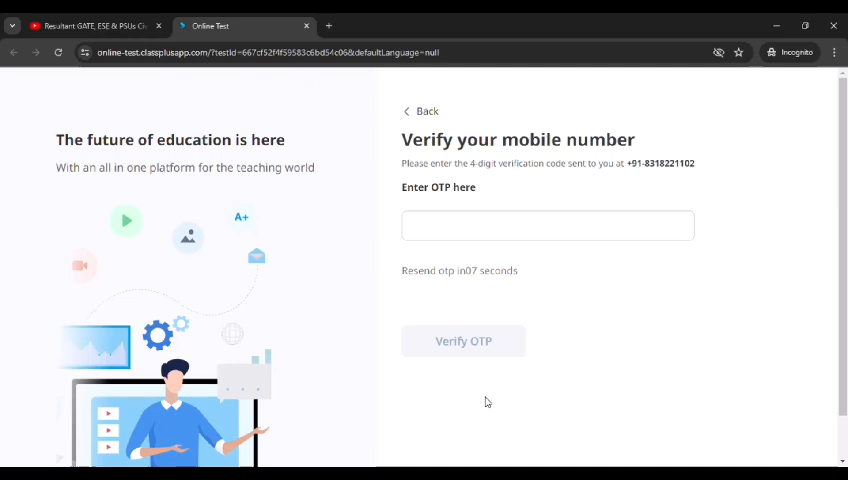 Resultant GATE, ESE & PSUs Civ
Online Test
online-test.classplusapp.com/?testId=667cf52f4f59583c6bd54c06&defaultLanguage=null
Incognito
The future of education is here
With an all in one platform for the teaching world
A+
Back
Verify your mobile number
Please enter the 4-digit verification code sent to you at +91-8318221102
Enter OTP here
Resend otp in07 seconds
Verify OTP